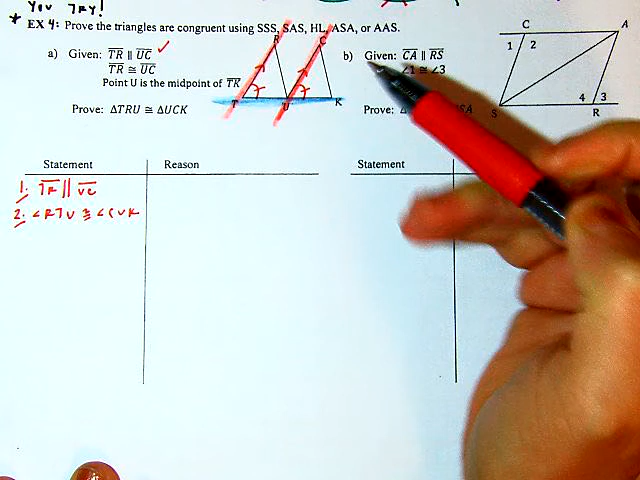 YOU TRY!
* EX 4: Prove the triangles are congruent using SSS, SAS, HL, ASA, or AAS.
a) Given: TR ∥ UC ✓
TR ≅ UC
Point U is the midpoint of TK
Prove: ΔTRU ≅ ΔUCK
R C
T U K
b) Given: CA ∥ RS
∠1 ≅ ∠3
Prove: SA
C A
1 2
4 3
S R
Statement Reason
Statement
1. TR ∥ UC
2. ∠RTU ≅ ∠CUK